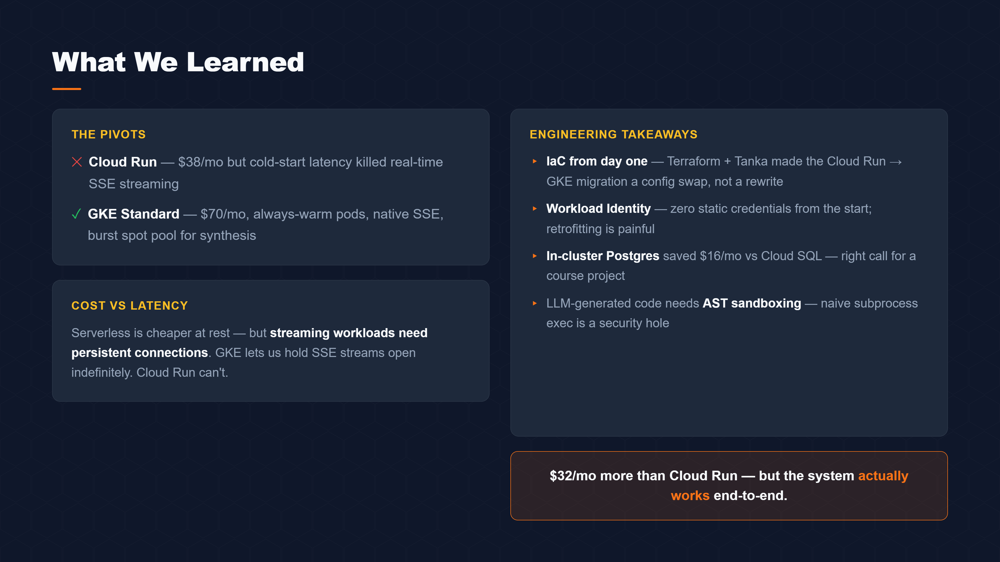 What We Learned
THE PIVOTS
✕ Cloud Run — $38/mo but cold-start latency killed real-time
SSE streaming
✓ GKE Standard — $70/mo, always-warm pods, native SSE,
burst spot pool for synthesis
COST VS LATENCY
Serverless is cheaper at rest — but streaming workloads need
persistent connections. GKE lets us hold SSE streams open
indefinitely. Cloud Run can't.
ENGINEERING TAKEAWAYS
▸ IaC from day one — Terraform + Tanka made the Cloud Run →
GKE migration a config swap, not a rewrite
▸ Workload Identity — zero static credentials from the start;
retrofitting is painful
▸ In-cluster Postgres saved $16/mo vs Cloud SQL — right call for a
course project
▸ LLM-generated code needs AST sandboxing — naive subprocess
exec is a security hole
$32/mo more than Cloud Run — but the system actually
works end-to-end.